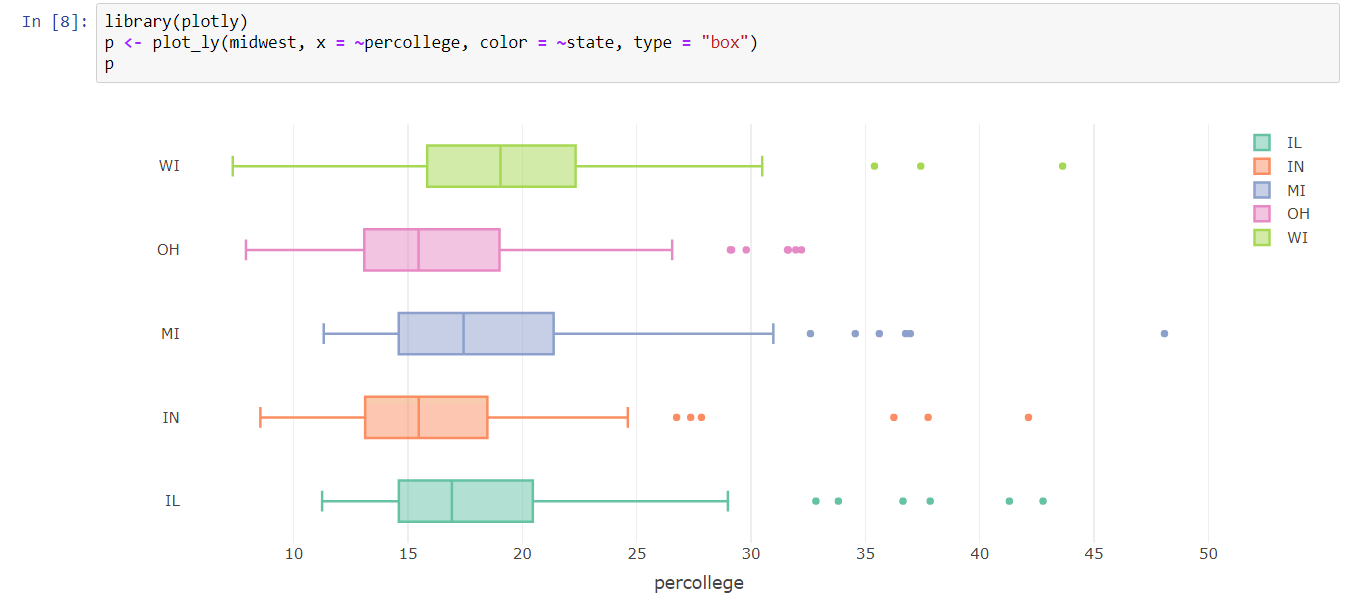 In [8]:
library(plotly)
p <- plot_ly(midwest, x = ~percollege, color = ~state, type = "box")
p
WI
OH
MI
IN
IL
10 15 20 25 30 35 40 45 50
percollege
IL
IN
MI
OH
WI